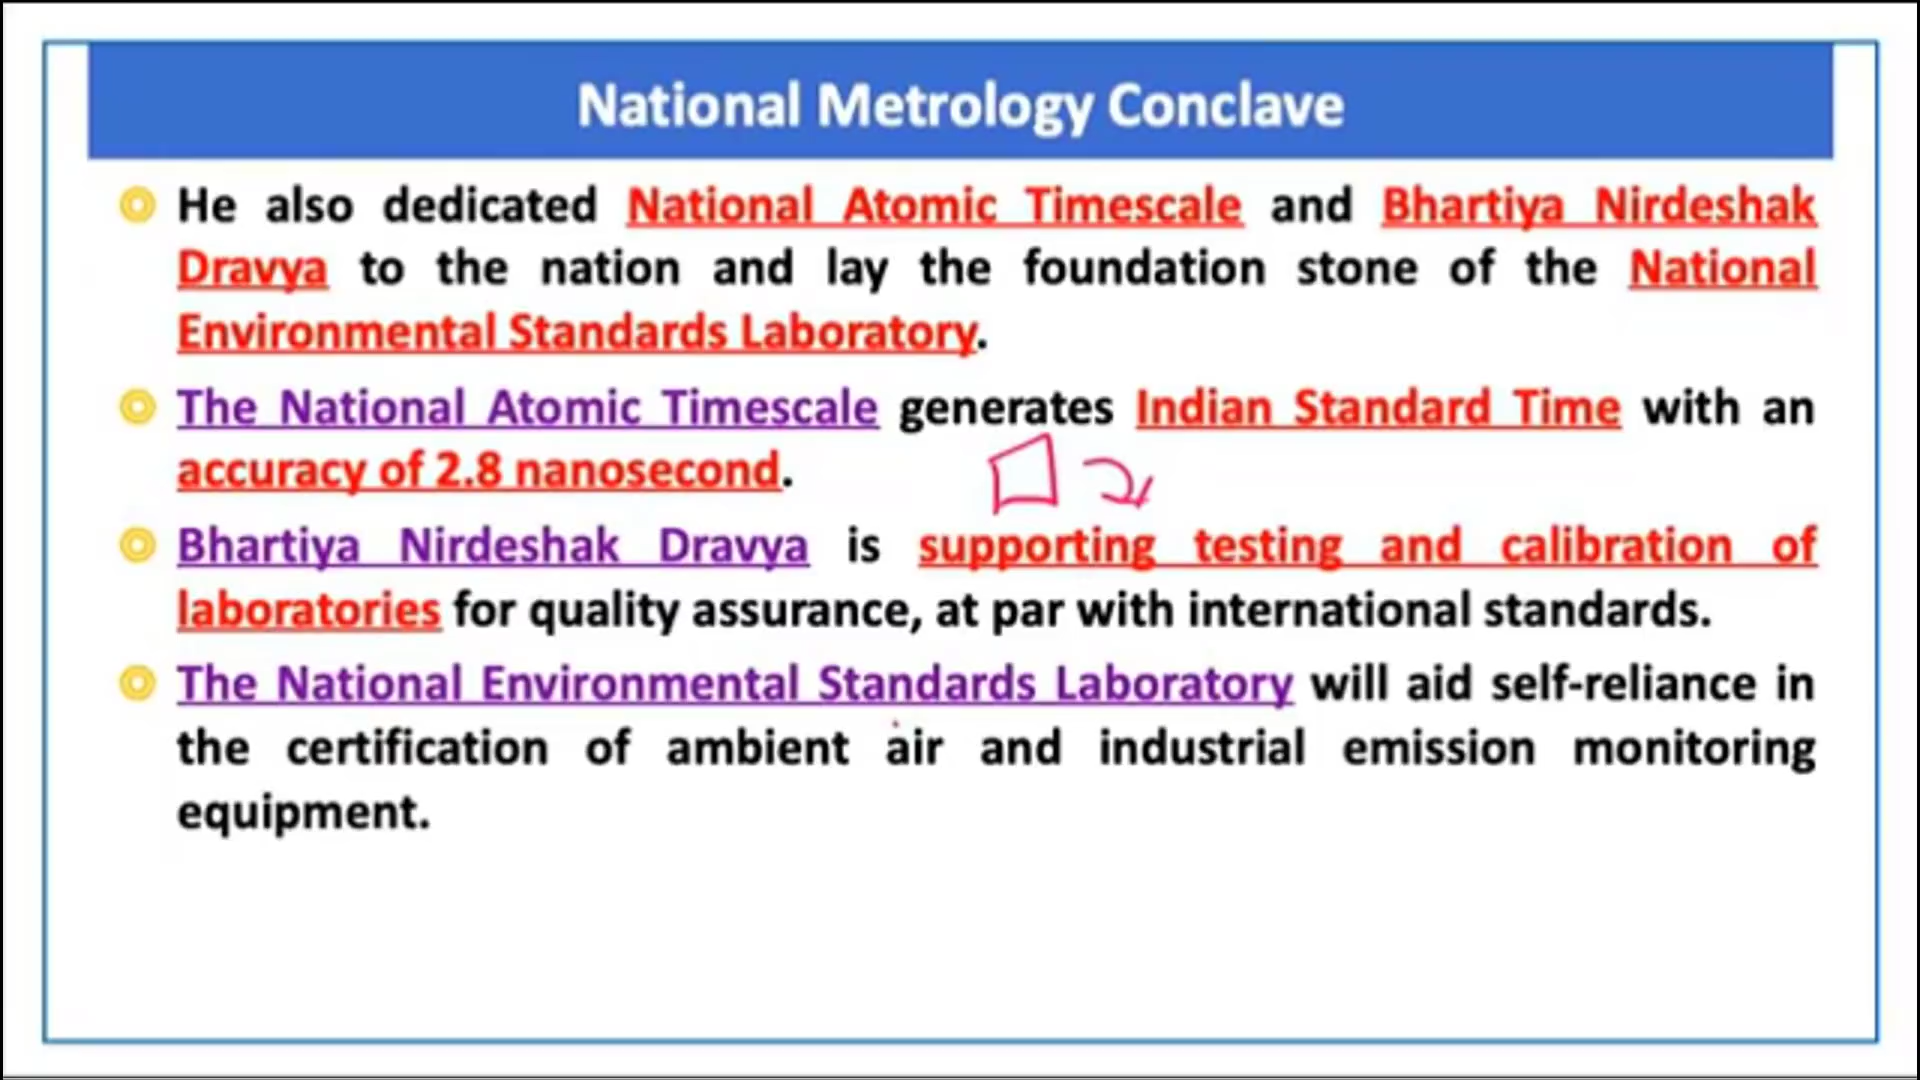 National Metrology Conclave
He also dedicated National Atomic Timescale and Bhartiya Nirdeshak
Dravya to the nation and lay the foundation stone of the National
Environmental Standards Laboratory.
The National Atomic Timescale generates Indian Standard Time with an
accuracy of 2.8 nanosecond.
Bhartiya Nirdeshak Dravya is supporting testing and calibration of
laboratories for quality assurance, at par with international standards.
The National Environmental Standards Laboratory will aid self-reliance in
the certification of ambient air and industrial emission monitoring
equipment.